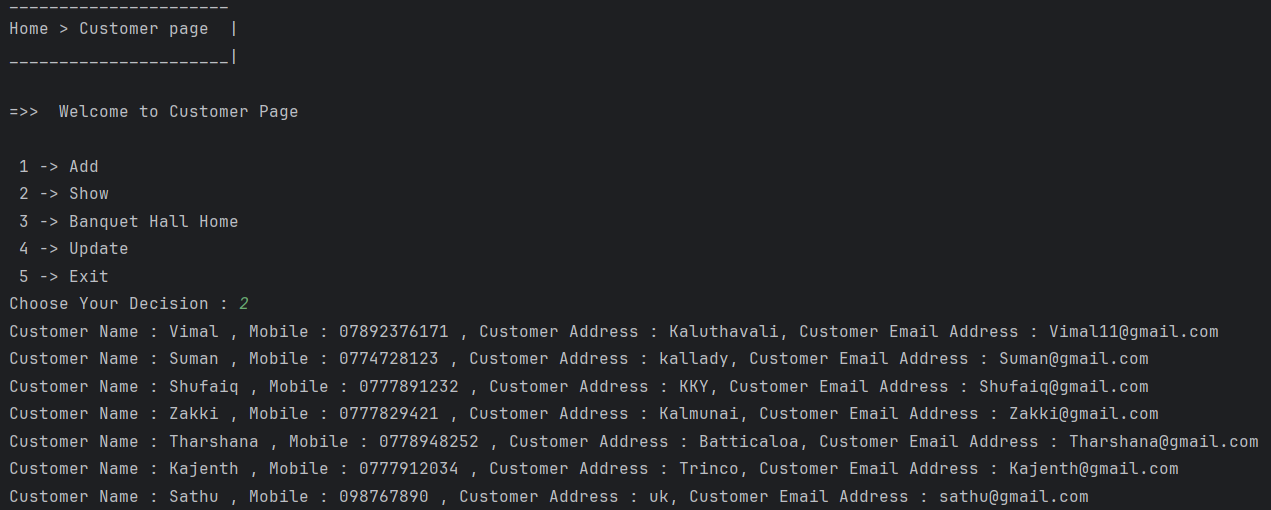 ______________________
Home > Customer page  |
______________________|
=>>  Welcome to Customer Page
1 -> Add
2 -> Show
3 -> Banquet Hall Home
4 -> Update
5 -> Exit
Choose Your Decision : 2
Customer Name : Vimal , Mobile : 07892376171 , Customer Address : Kaluthavali, Customer Email Address : Vimal11@gmail.com
Customer Name : Suman , Mobile : 0774728123 , Customer Address : kallady, Customer Email Address : Suman@gmail.com
Customer Name : Shufaiq , Mobile : 0777891232 , Customer Address : KKY, Customer Email Address : Shufaiq@gmail.com
Customer Name : Zakki , Mobile : 0777829421 , Customer Address : Kalmunai, Customer Email Address : Zakki@gmail.com
Customer Name : Tharshana , Mobile : 0778948252 , Customer Address : Batticaloa, Customer Email Address : Tharshana@gmail.com
Customer Name : Kajenth , Mobile : 0777912034 , Customer Address : Trinco, Customer Email Address : Kajenth@gmail.com
Customer Name : Sathu , Mobile : 098767890 , Customer Address : uk, Customer Email Address : sathu@gmail.com